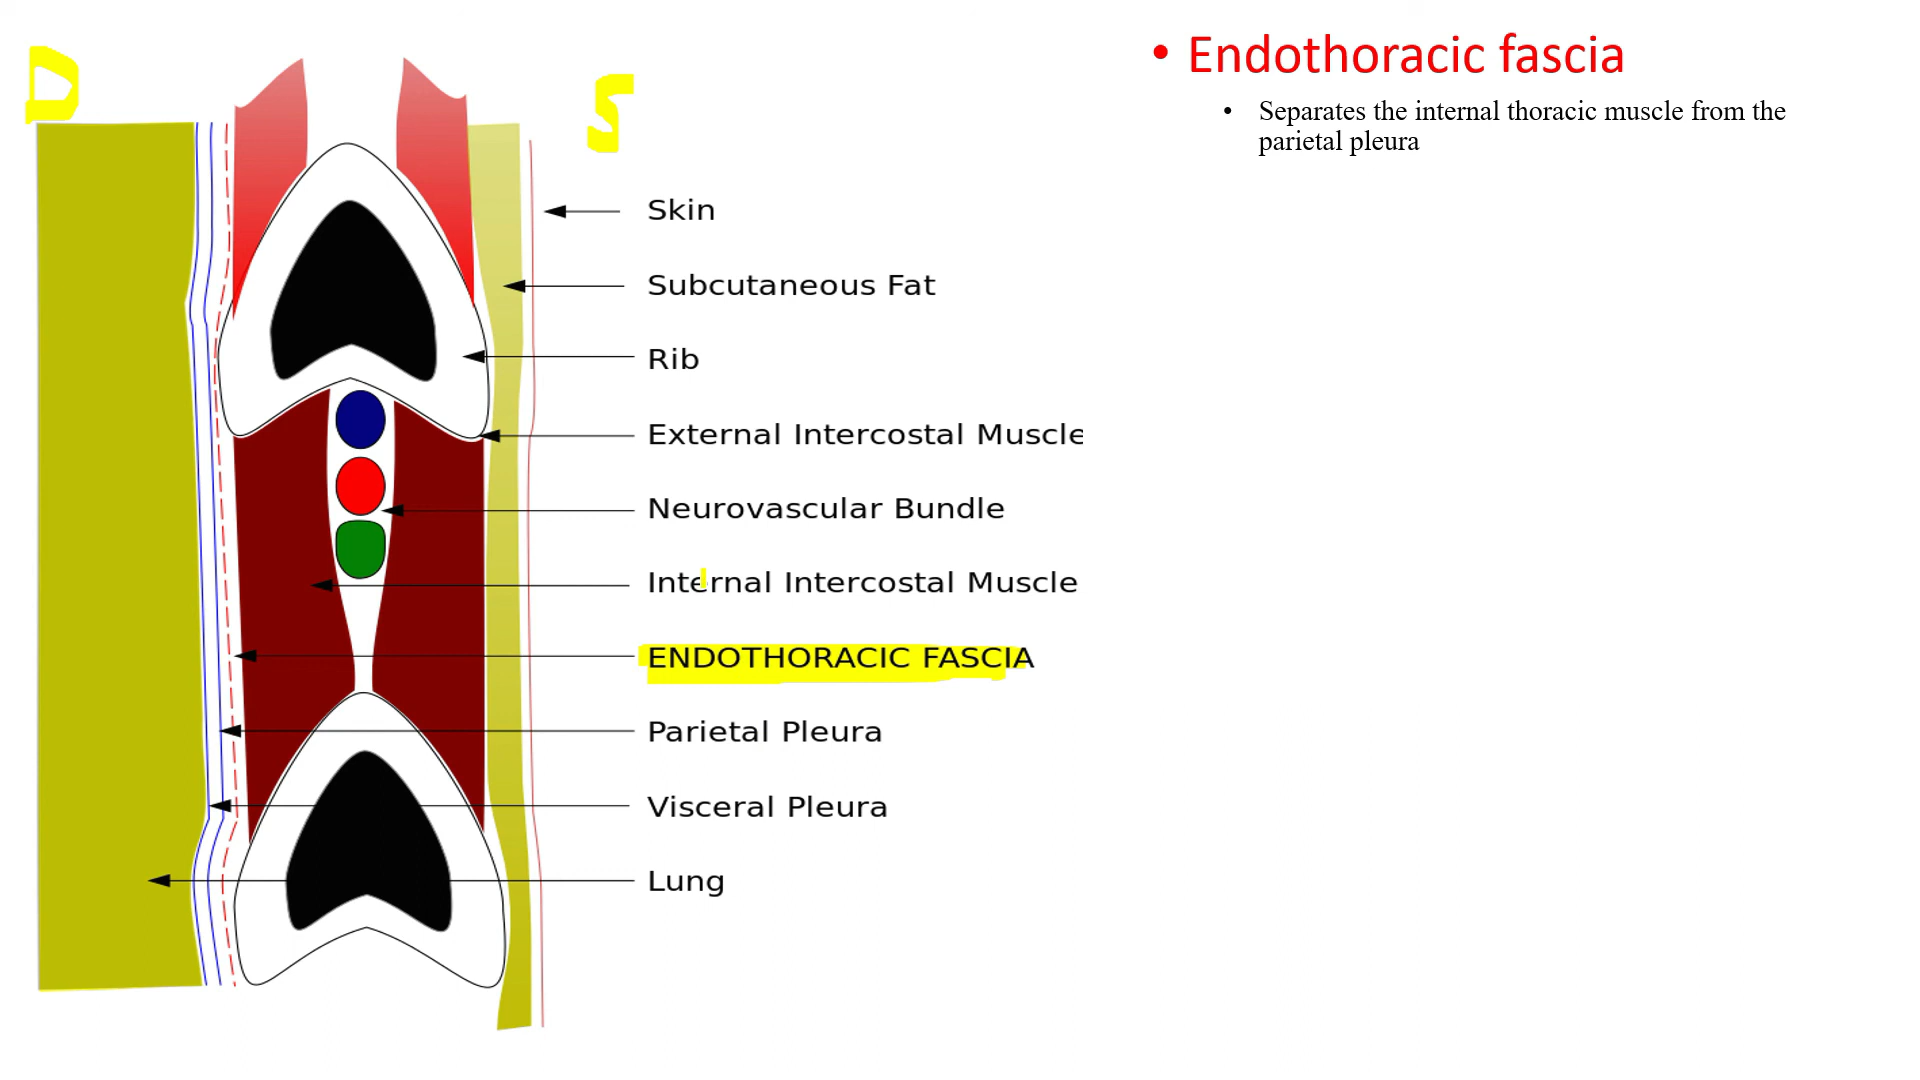 D
S
Skin
Subcutaneous Fat
Rib
External Intercostal Muscle
Neurovascular Bundle
Internal Intercostal Muscle
ENDOTHORACIC FASCIA
Parietal Pleura
Visceral Pleura
Lung
• Endothoracic fascia
• Separates the internal thoracic muscle from the
parietal pleura